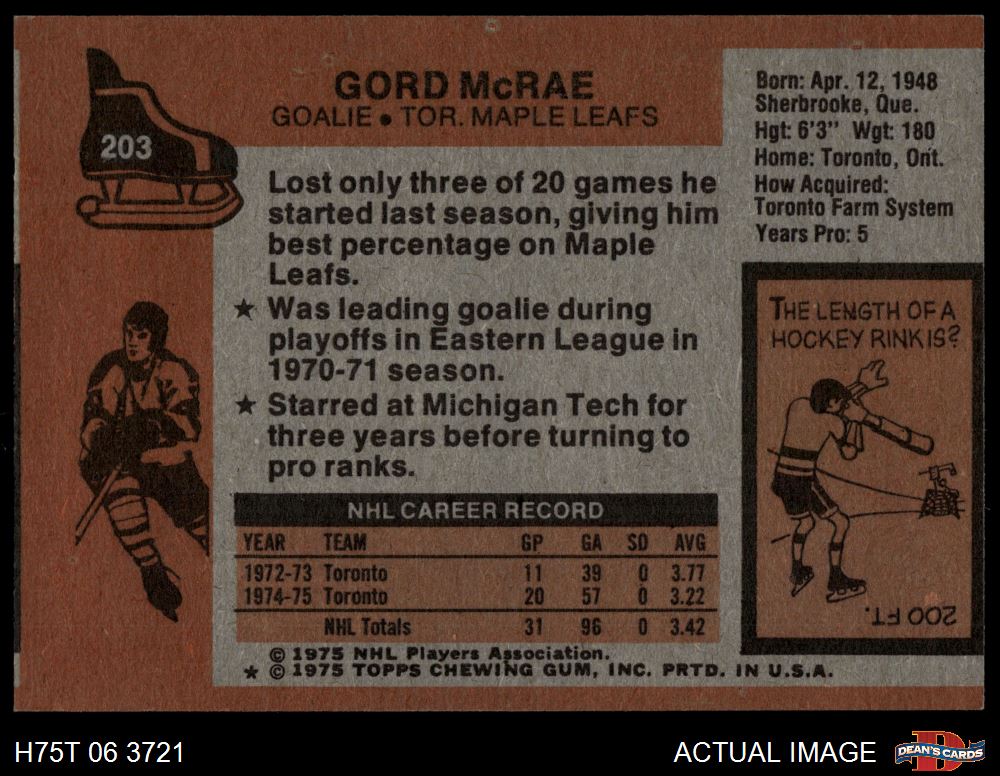 203
GORD McRAE
GOALIE • TOR. MAPLE LEAFS
Born: Apr. 12, 1948
Sherbrooke, Que.
Hgt: 6'3" Wgt: 180
Home: Toronto, Ont.
How Acquired:
Toronto Farm System
Years Pro: 5
Lost only three of 20 games he
started last season, giving him
best percentage on Maple
Leafs.
★ Was leading goalie during
playoffs in Eastern League in
1970-71 season.
★ Starred at Michigan Tech for
three years before turning to
pro ranks.
THE LENGTH OF A
HOCKEY RINK IS?
200 FT.
NHL CAREER RECORD
YEAR TEAM GP GA SO AVG
1972-73 Toronto 11 39 0 3.77
1974-75 Toronto 20 57 0 3.22
NHL Totals 31 96 0 3.42
© 1975 NHL Players Association.
★ © 1975 TOPPS CHEWING GUM, INC. PRTD. IN U.S.A.
H75T 06 3721
ACTUAL IMAGE
DEAN'S CARDS